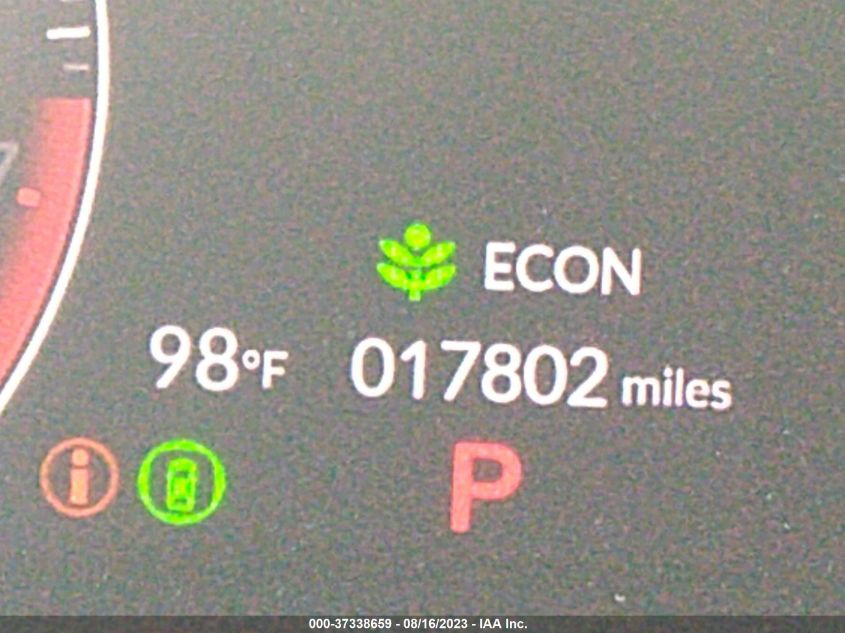 ECON
98°F 017802 miles
i P
000-37338659 - 08/16/2023 - IAA Inc.